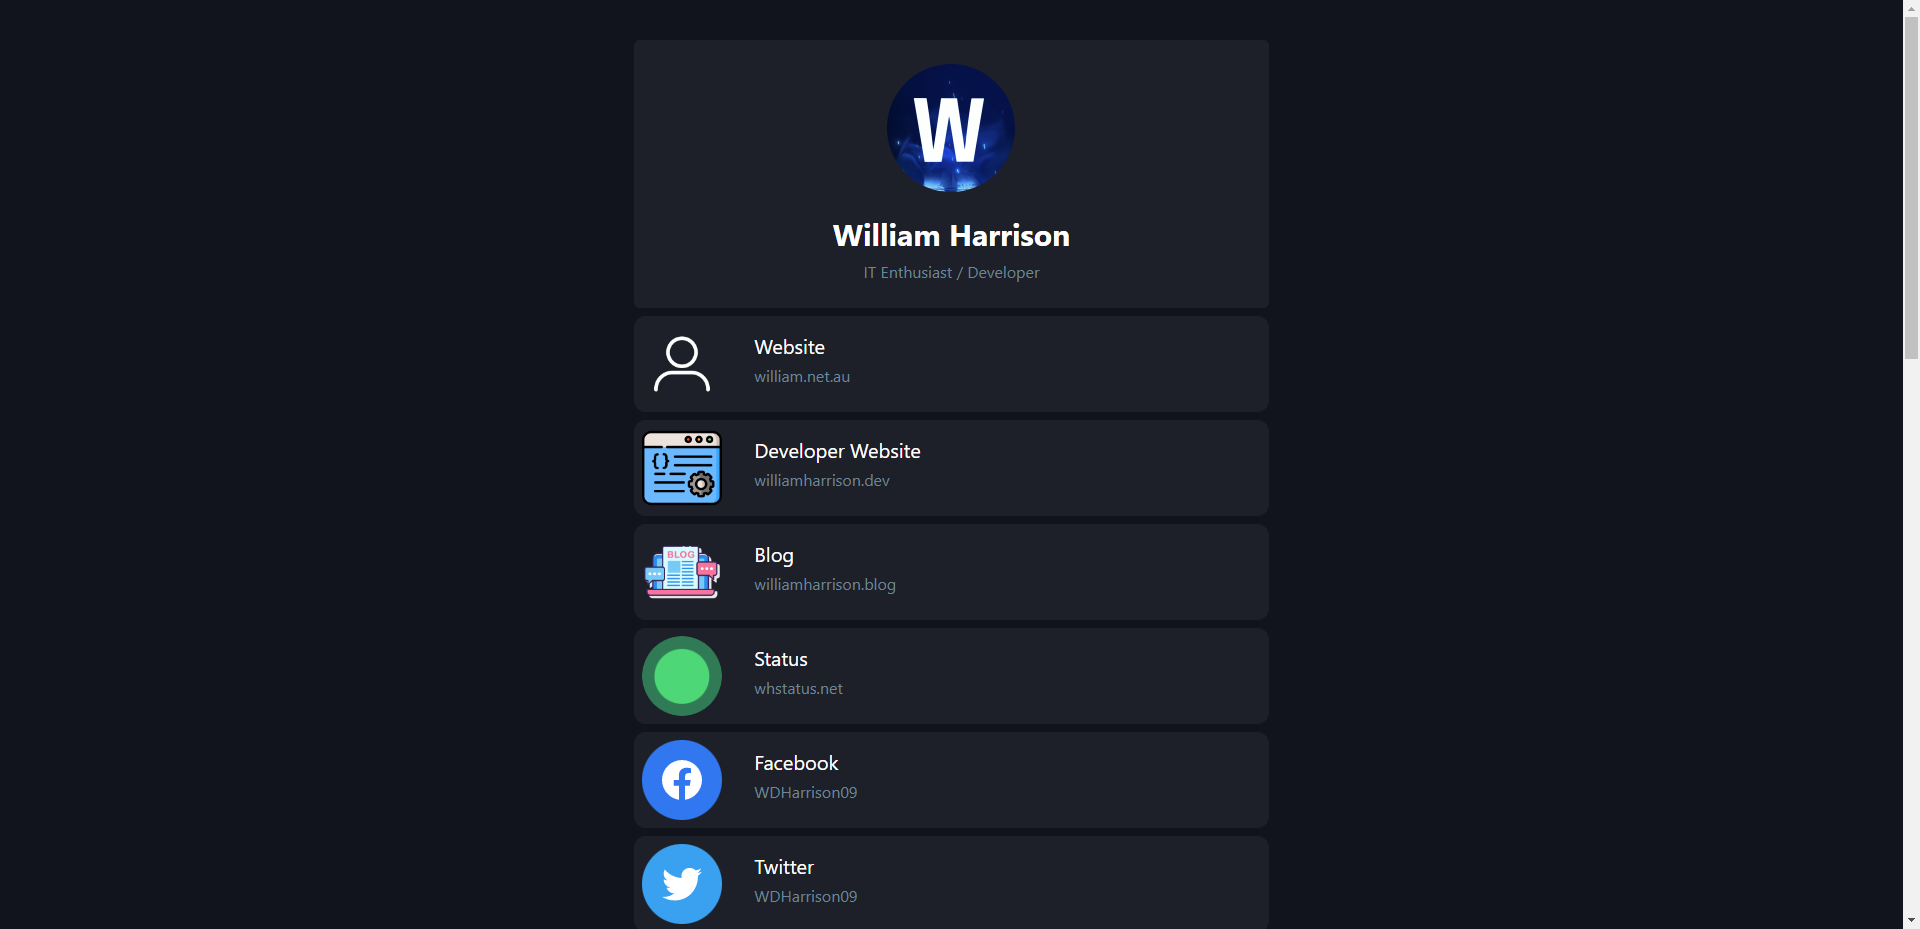 W
William Harrison
IT Enthusiast / Developer
Website
william.net.au
Developer Website
williamharrison.dev
BLOG
Blog
williamharrison.blog
Status
whstatus.net
Facebook
WDHarrison09
Twitter
WDHarrison09